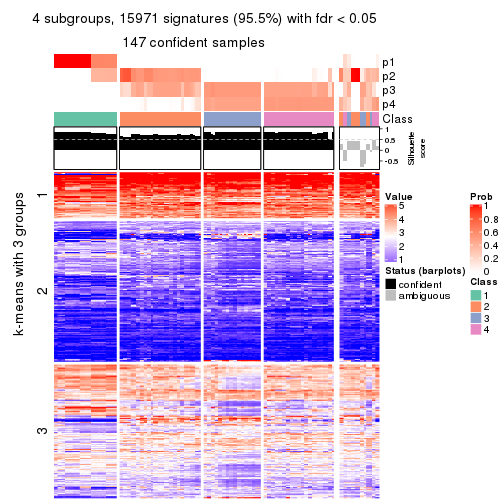 4 subgroups, 15971 signatures (95.5%) with fdr < 0.05
147 confident samples
p1
p2
p3
p4
Class
1
0.5
0
-0.5
Silhouette
score
k-means with 3 groups
1
2
3
Value
5
4
3
2
1
Status (barplots)
confident
ambiguous
Prob
1
0.8
0.6
0.4
0.2
0
Class
1
2
3
4